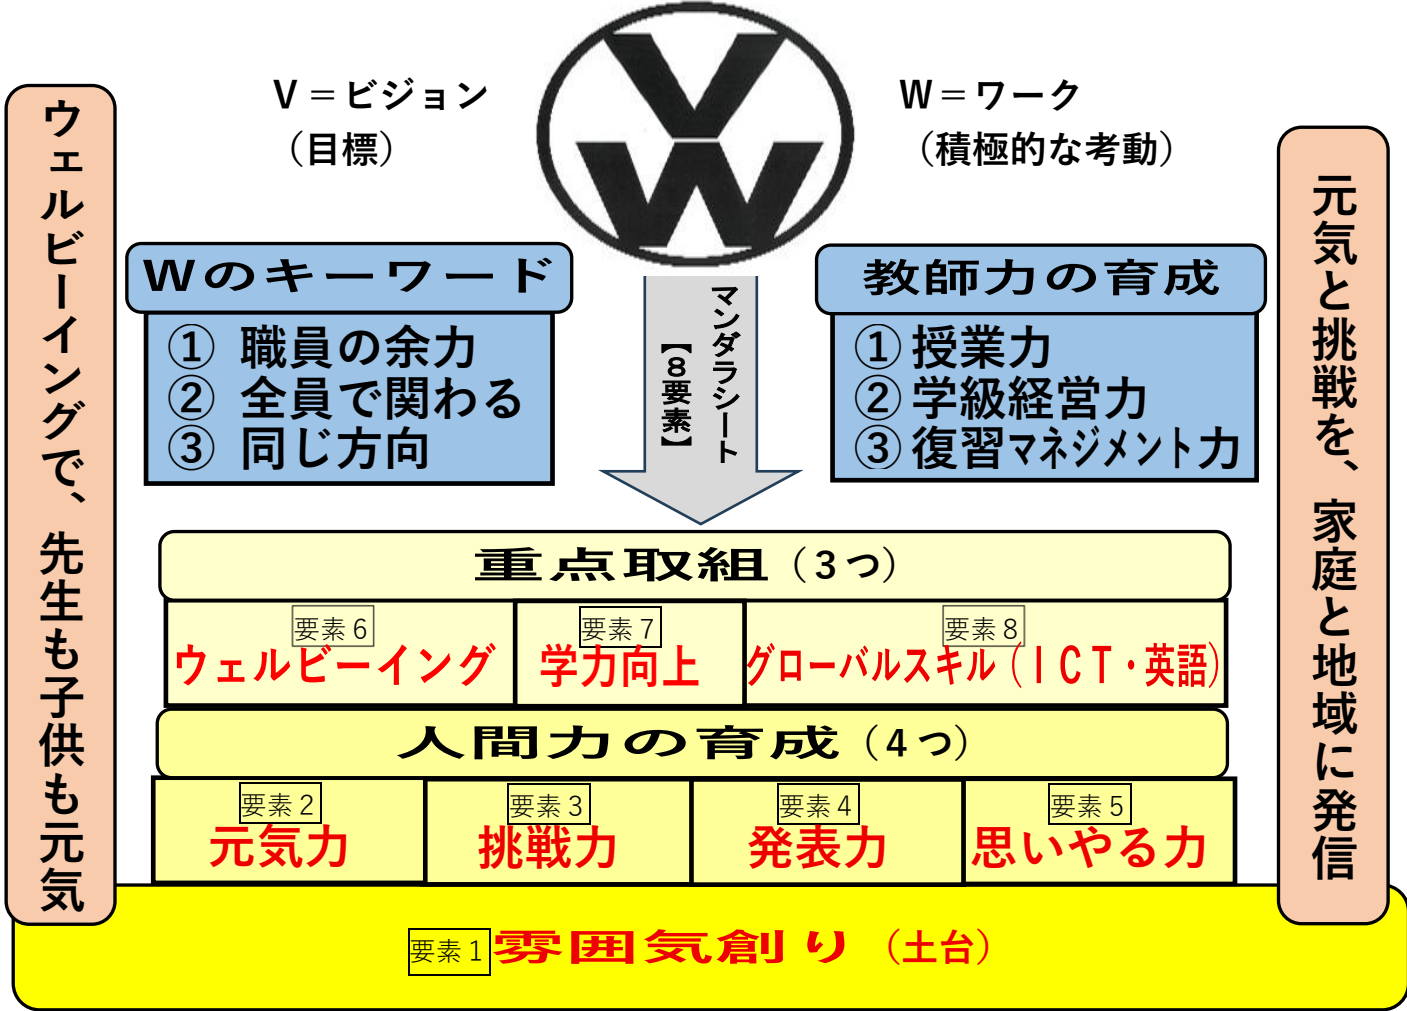 V＝ビジョン
（目標）
VW
W＝ワーク
（積極的な考動）
ウェルビーイングで、先生も子供も元気
元気と挑戦を、家庭と地域に発信
Wのキーワード
① 職員の余力
② 全員で関わる
③ 同じ方向
マンダラシート
【８要素】
教師力の育成
① 授業力
② 学級経営力
③ 復習マネジメント力
重点取組（３つ）
要素６
ウェルビーイング
要素７
学力向上
要素８
グローバルスキル（ＩＣＴ・英語）
人間力の育成（４つ）
要素２
元気力
要素３
挑戦力
要素４
発表力
要素５
思いやる力
要素１
雰囲気創り（土台）